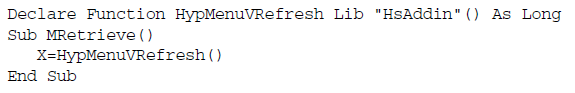 Declare Function HypMenuVRefresh Lib "HsAddin"() As Long
Sub MRetrieve()
   X=HypMenuVRefresh()
End Sub